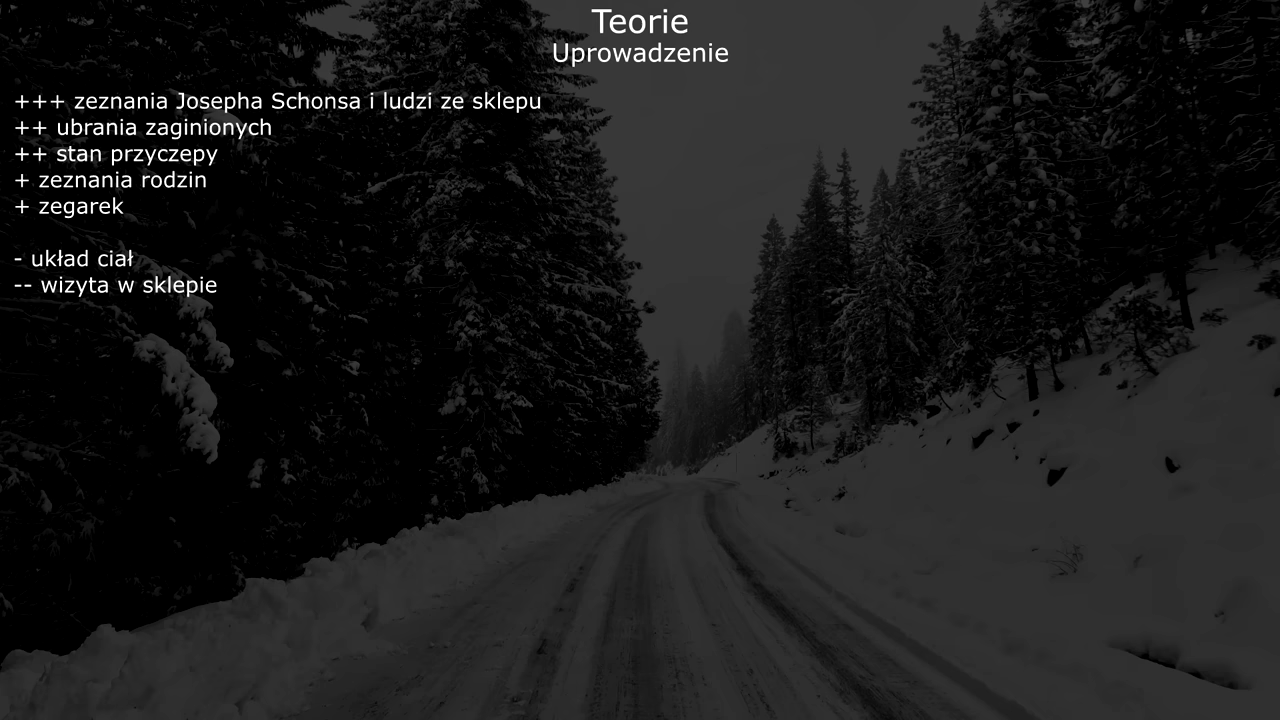 Teorie
Uprowadzenie
+++ zeznania Josepha Schonsa i ludzi ze sklepu
++ ubrania zaginionych
++ stan przyczepy
+ zeznania rodzin
+ zegarek
- układ ciał
-- wizyta w sklepie